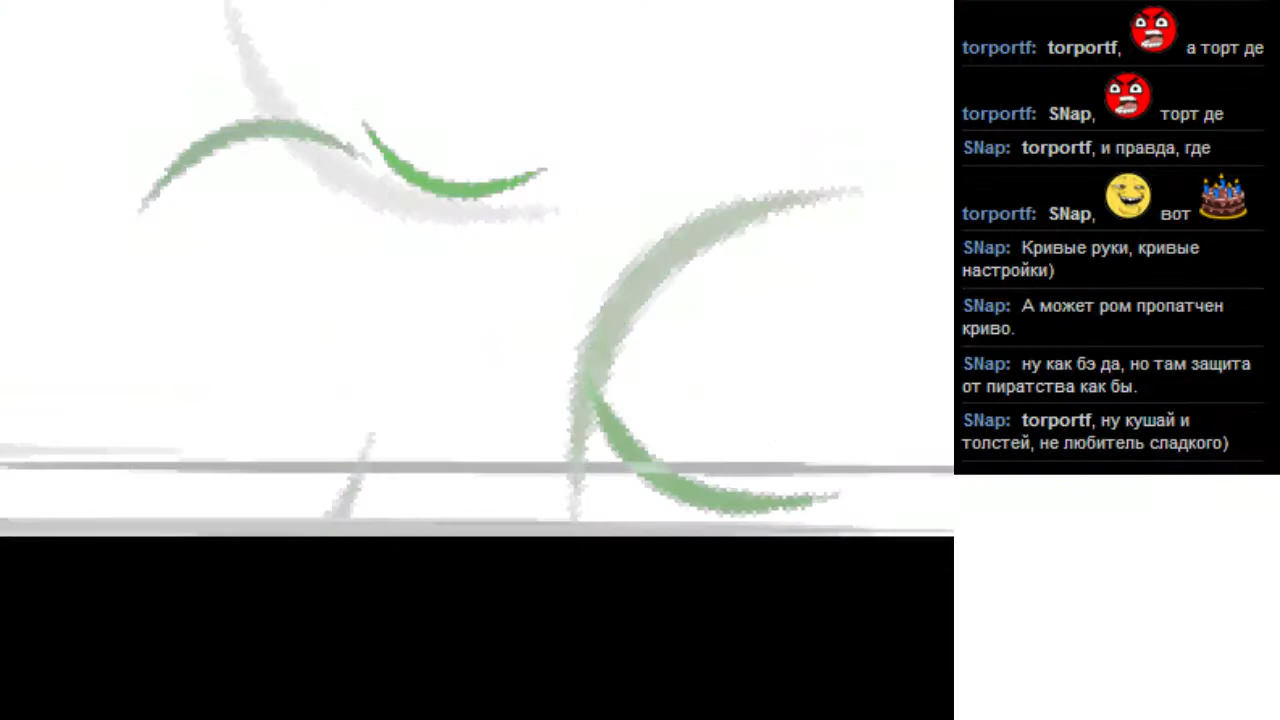 torportf: torportf, а торт де
torportf: SNap, торт де
SNap: torportf, и правда, где
torportf: SNap, вот
SNap: Кривые руки, кривые
настройки)
SNap: А может ром пропатчен
криво.
SNap: ну как бэ да, но там защита
от пиратства как бы.
SNap: torportf, ну кушай и
толстей, не любитель сладкого)